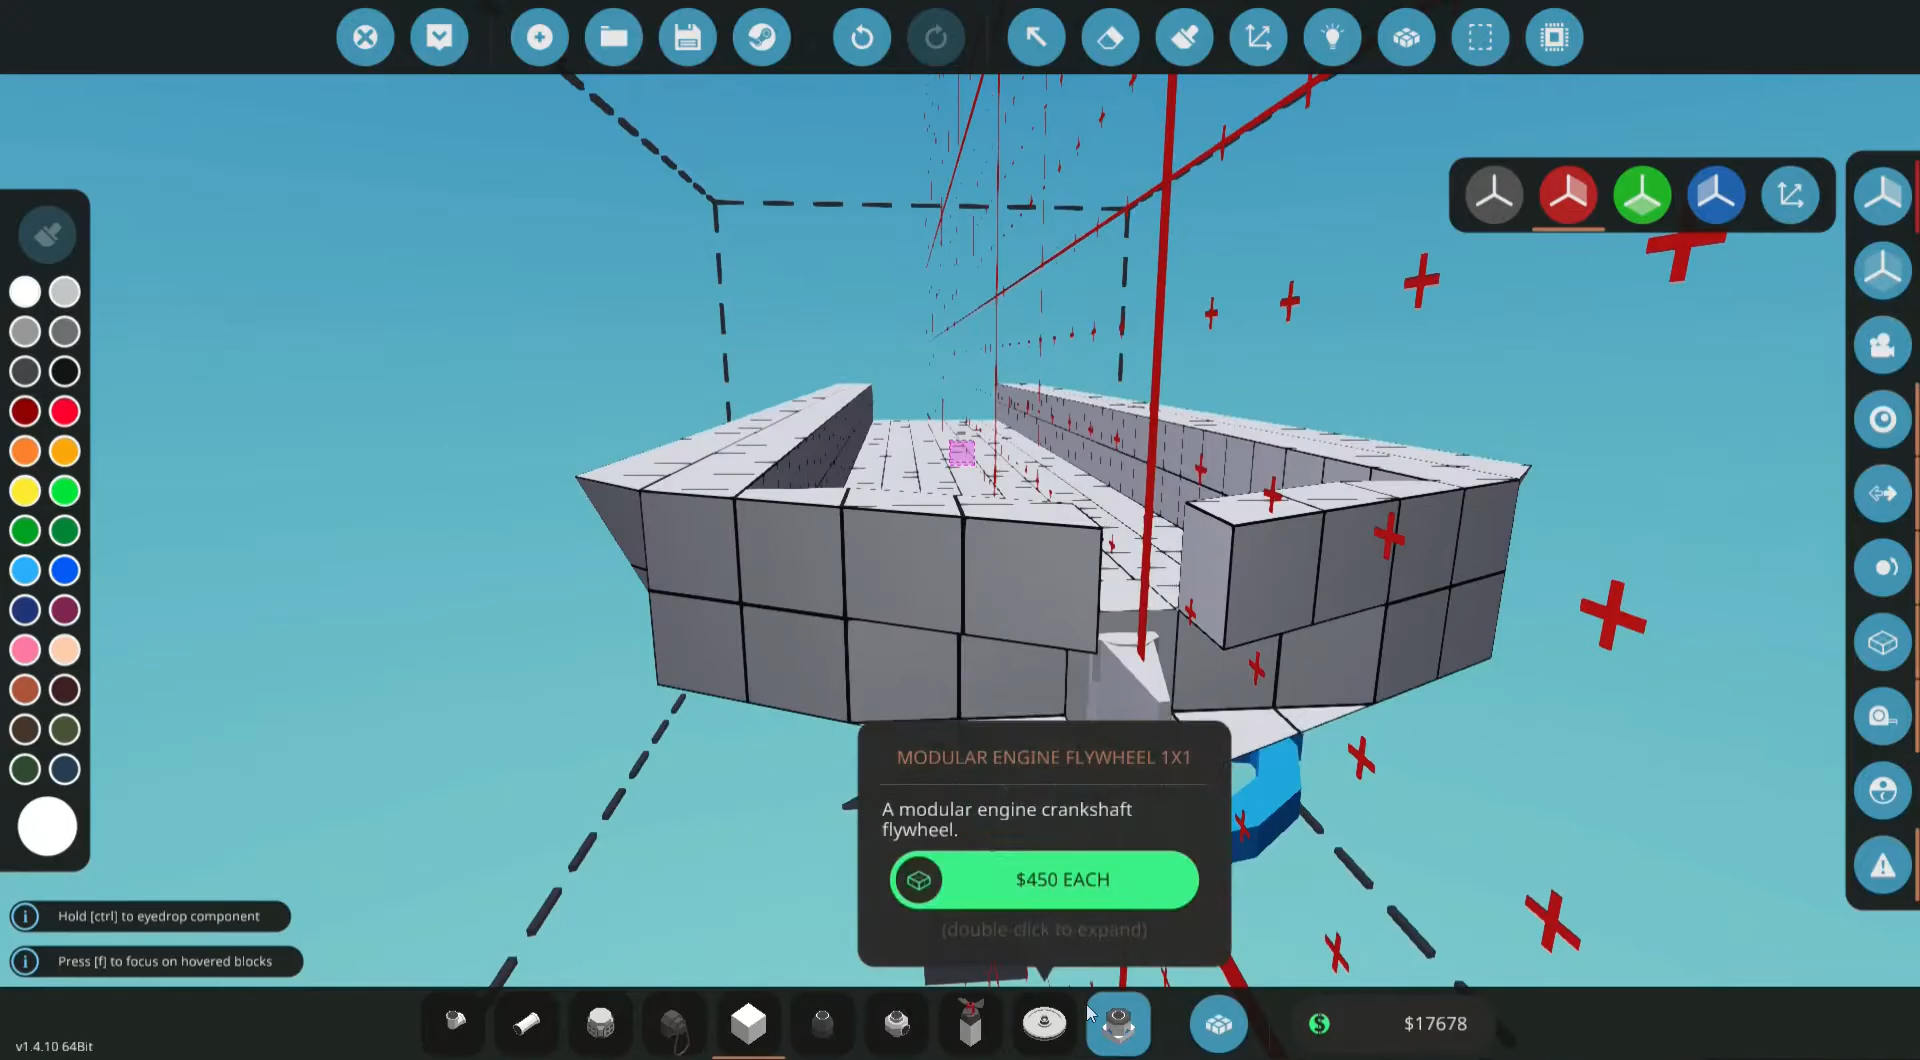 MODULAR ENGINE FLYWHEEL 1X1
A modular engine crankshaft
flywheel.
$450 EACH
(double-click to expand)
Hold [ctrl] to eyedrop component
Press [f] to focus on hovered blocks
$17678
v1.4.10 64Bit